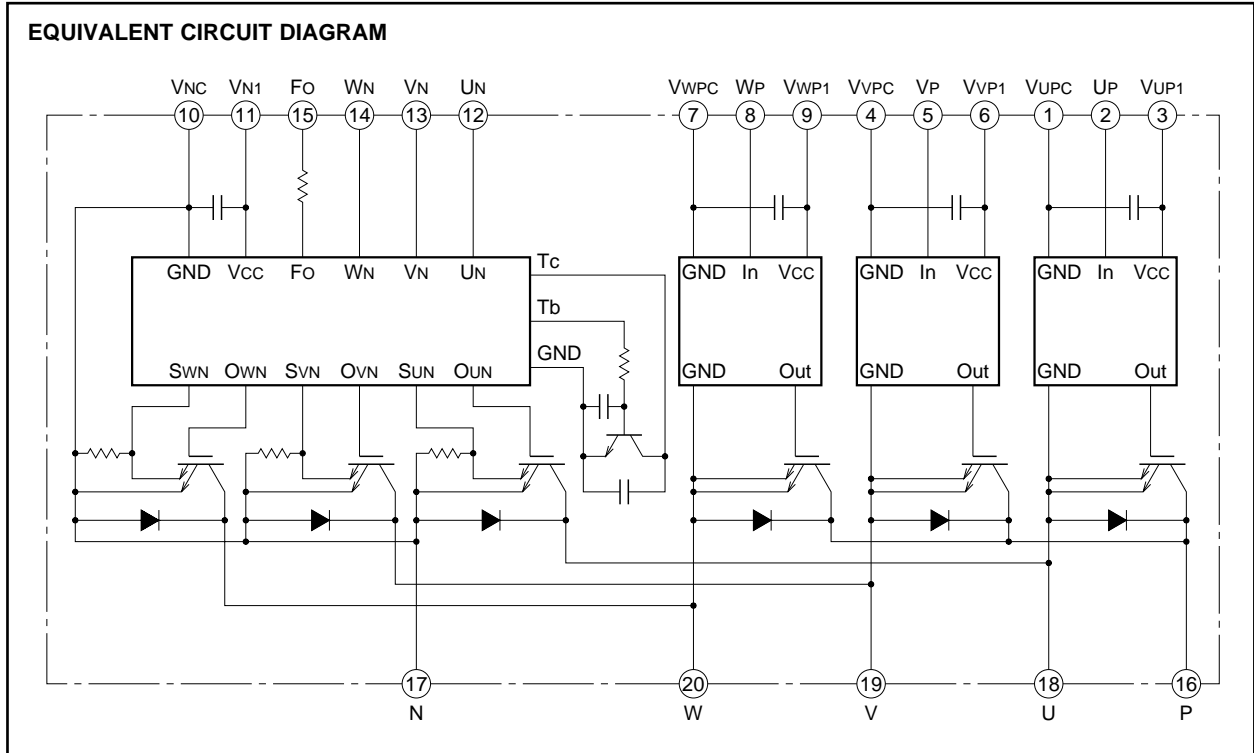 EQUIVALENT CIRCUIT DIAGRAM
VNC VN1 FO WN VN UN VWPC WP VWP1 VVPC VP VVP1 VUPC UP VUP1
10 11 15 14 13 12 7 8 9 4 5 6 1 2 3
GND VCC FO WN VN UN Tc GND In VCC GND In VCC GND In VCC
Tb
GND
SWN OWN SVN OVN SUN OUN GND Out GND Out GND Out
17 20 19 18 16
N W V U P